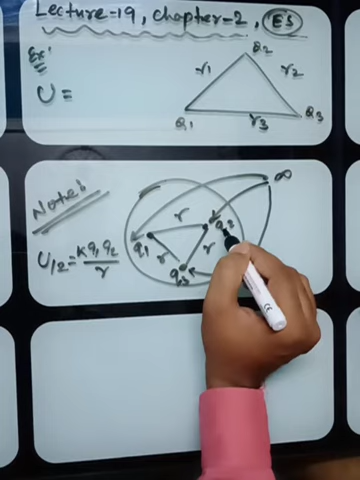 Lecture-19, chapter-2, ES
Ex!
Q2
r1
r2
U =
Q1
r3
Q3
Note!
∞
r
q1
q2
U12 = kq1q2/r
r
r
q3